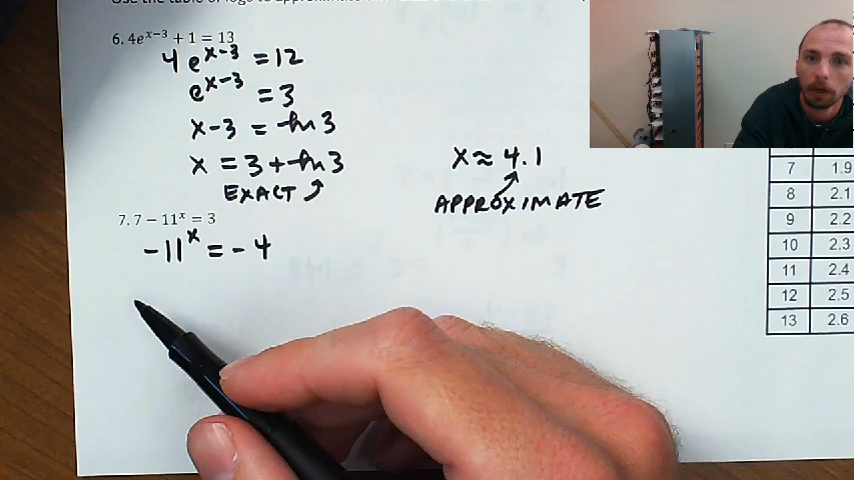 6. 4e^{x−3} + 1 = 13
4e^{x-3} = 12
e^{x-3} = 3
x-3 = ln 3
x = 3 + ln 3
EXACT
x ≈ 4.1
APPROXIMATE
7. 7 − 11^x = 3
-11^x = -4
7 1.9
8 2.1
9 2.2
10 2.3
11 2.4
12 2.5
13 2.6